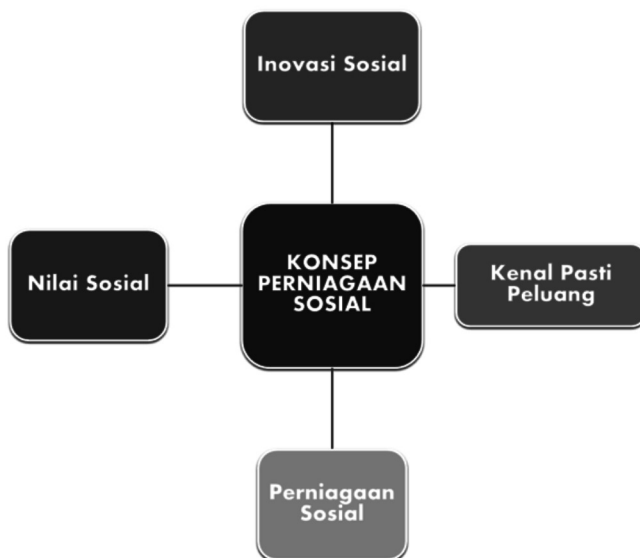 Inovasi Sosial
Nilai Sosial
KONSEP
PERNIAGAAN
SOSIAL
Kenal Pasti
Peluang
Perniagaan
Sosial